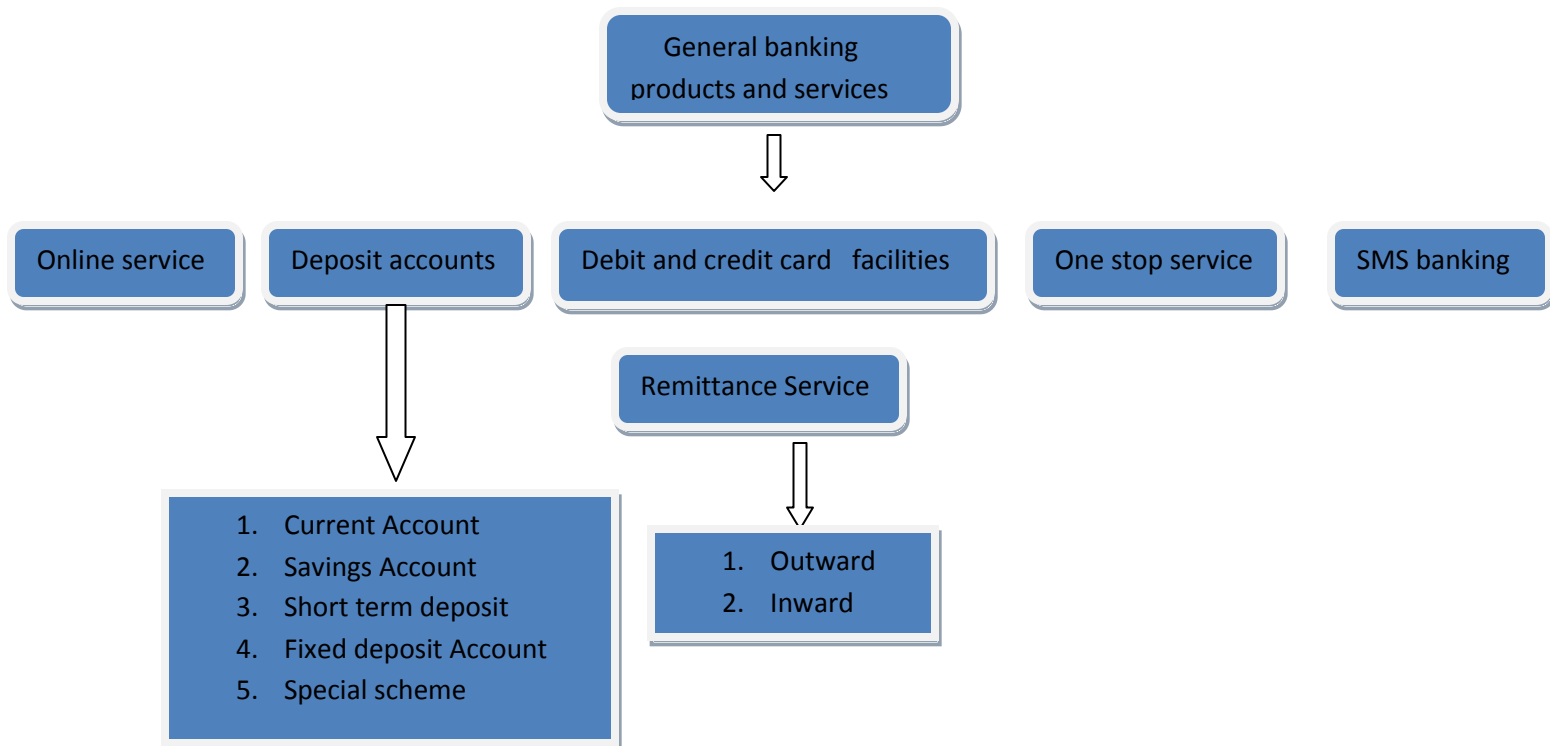 General banking
products and services
Online service
Deposit accounts
Debit and credit card facilities
One stop service
SMS banking
Remittance Service
1. Current Account
2. Savings Account
3. Short term deposit
4. Fixed deposit Account
5. Special scheme
1. Outward
2. Inward